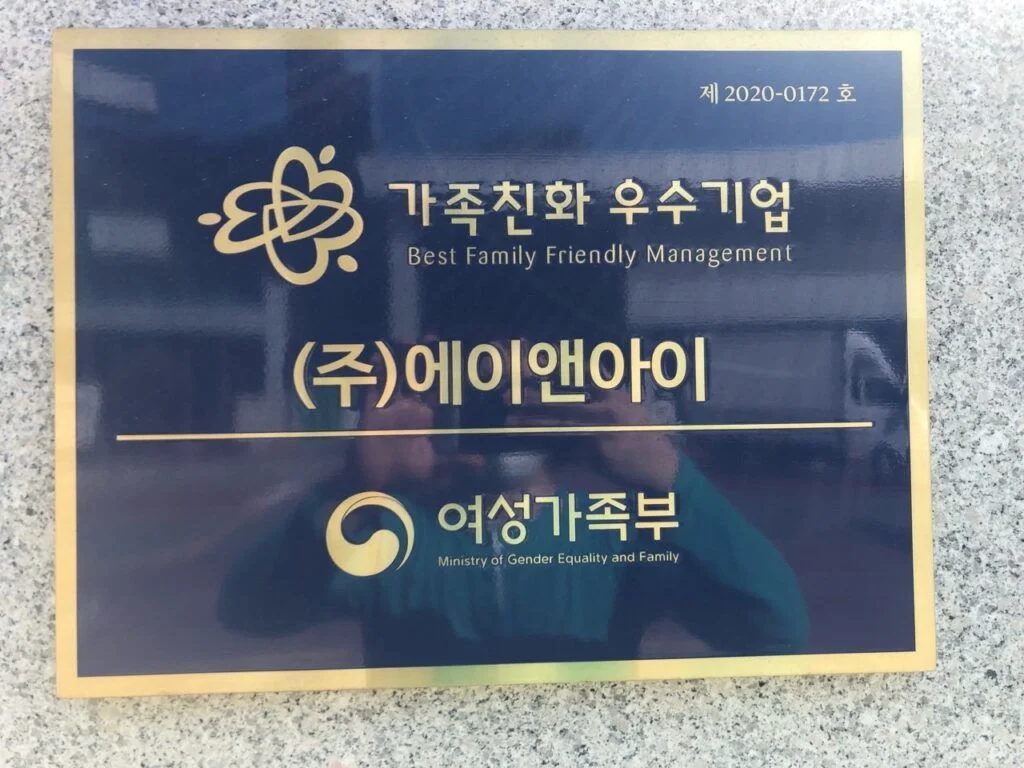 제 2020-0172 호
가족친화 우수기업
Best Family Friendly Management
(주)에이앤아이
여성가족부
Ministry of Gender Equality and Family